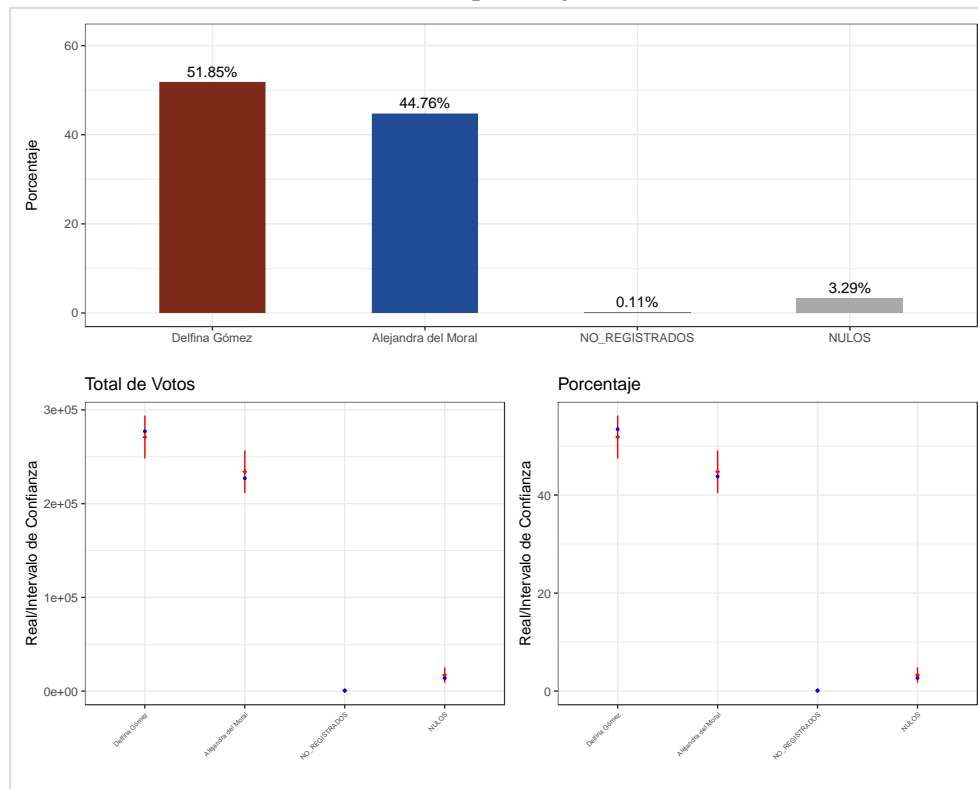 60
40
20
0
Porcentaje
51.85%
44.76%
0.11%
3.29%
Delfina Gómez
Alejandra del Moral
NO_REGISTRADOS
NULOS
Total de Votos
3e+05
2e+05
1e+05
0e+00
Real/Intervalo de Confianza
Delfina Gómez
Alejandra del Moral
NO_REGISTRADOS
NULOS
Porcentaje
40
20
0
Real/Intervalo de Confianza
Delfina Gómez
Alejandra del Moral
NO_REGISTRADOS
NULOS